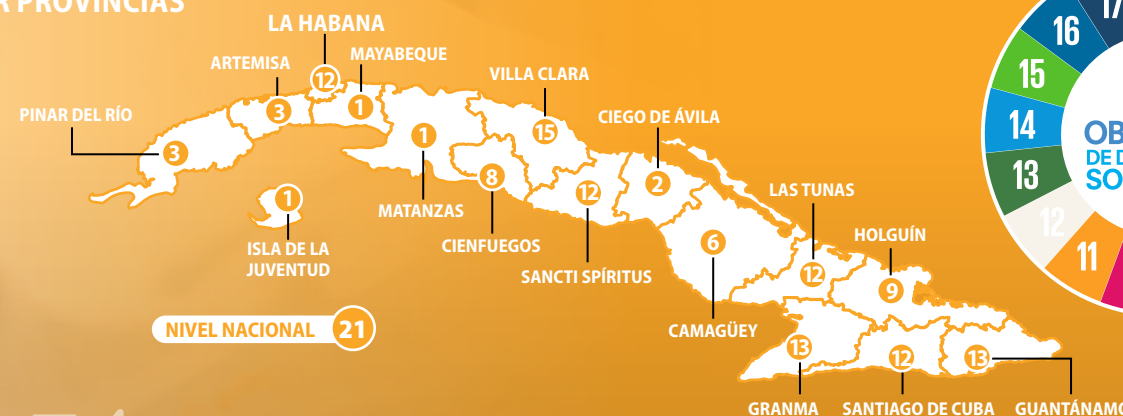 R PROVINCIAS
LA HABANA
12
MAYABEQUE
1
ARTEMISA
3
PINAR DEL RÍO
3
VILLA CLARA
15
CIEGO DE ÁVILA
2
1
MATANZAS
8
CIENFUEGOS
12
SANCTI SPÍRITUS
1
ISLA DE LA
JUVENTUD
6
CAMAGÜEY
LAS TUNAS
12
HOLGUÍN
9
13
GRANMA
12
SANTIAGO DE CUBA
13
GUANTÁNAMO
NIVEL NACIONAL 21
17
16
15
14
13
12
11
OB
DE D
SO